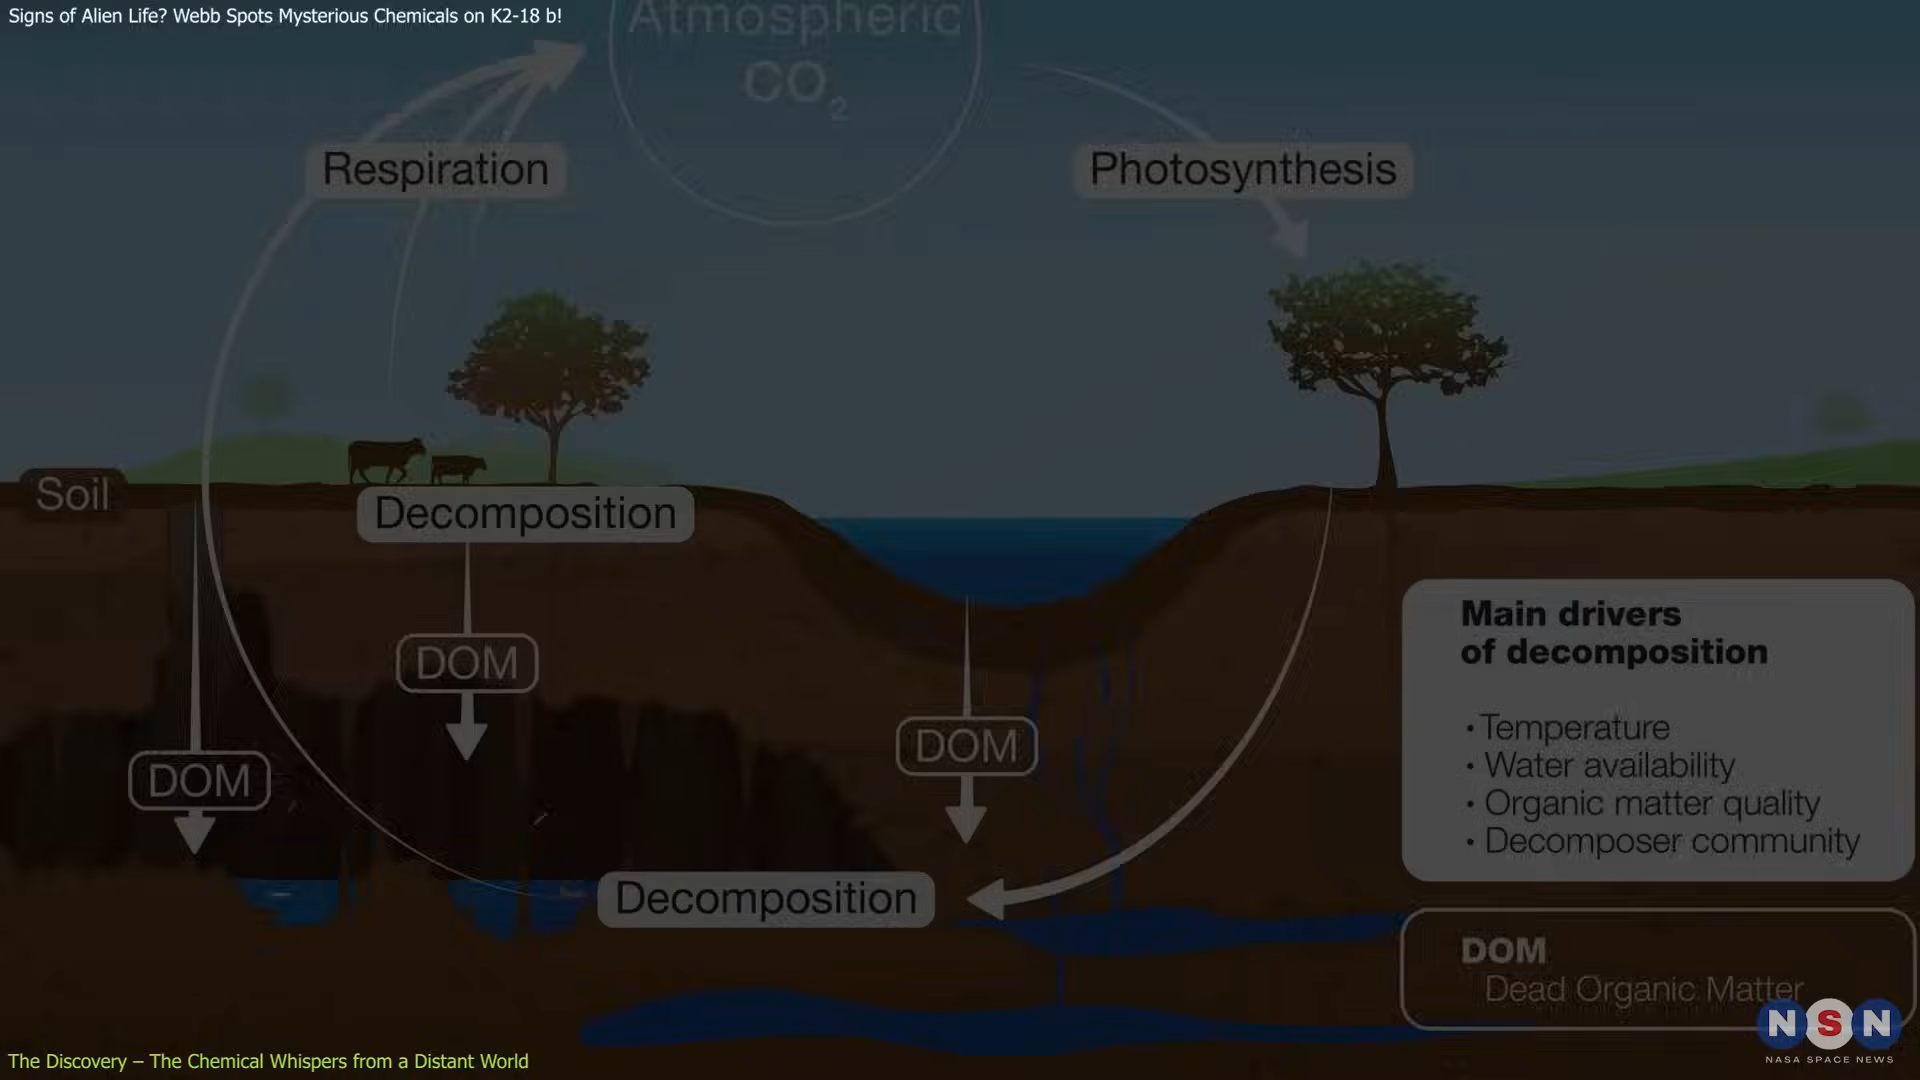 Signs of Alien Life? Webb Spots Mysterious Chemicals on K2-18 b!
Atmospheric
CO₂
Respiration
Photosynthesis
Soil
Decomposition
DOM
DOM
DOM
Decomposition
Main drivers
of decomposition
• Temperature
• Water availability
• Organic matter quality
• Decomposer community
DOM
Dead Organic Matter
NSN
NASA SPACE NEWS
The Discovery – The Chemical Whispers from a Distant World